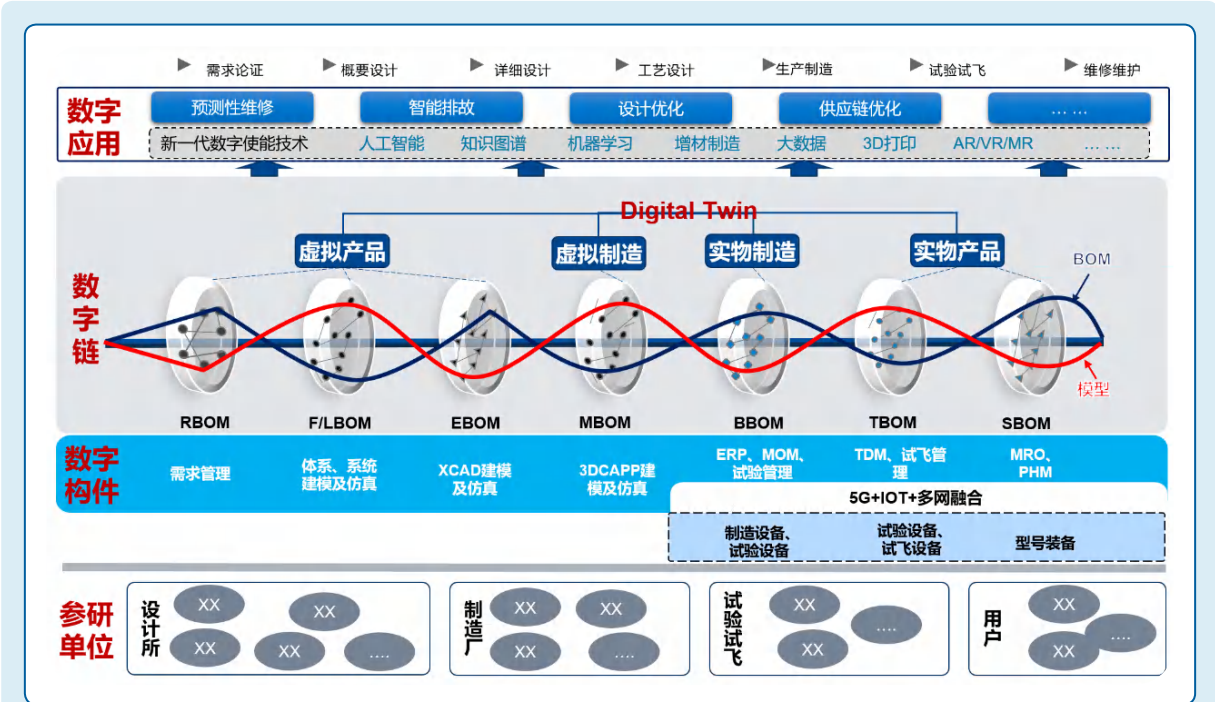 需求论证
概要设计
详细设计
工艺设计
生产制造
试验试飞
维修维护
数字
应用
预测性维修
智能排故
设计优化
供应链优化
... ...
新一代数字使能技术
人工智能
知识图谱
机器学习
增材制造
大数据
3D打印
AR/VR/MR
... ...
Digital Twin
虚拟产品
虚拟制造
实物制造
实物产品
BOM
数
字
链
模型
RBOM
F/LBOM
EBOM
MBOM
BBOM
TBOM
SBOM
数字
构件
需求管理
体系、系统
建模及仿真
XCAD建模
及仿真
3DCAPP建
模及仿真
ERP、MOM、
试验管理
TDM、试飞管
理
MRO、
PHM
5G+IOT+多网融合
制造设备、
试验设备
试验设备、
试飞设备
型号装备
参研
单位
设计所
XX
XX
XX
XX
....
制造厂
XX
XX
XX
....
试验试飞
XX
XX
....
用户
XX
XX
....